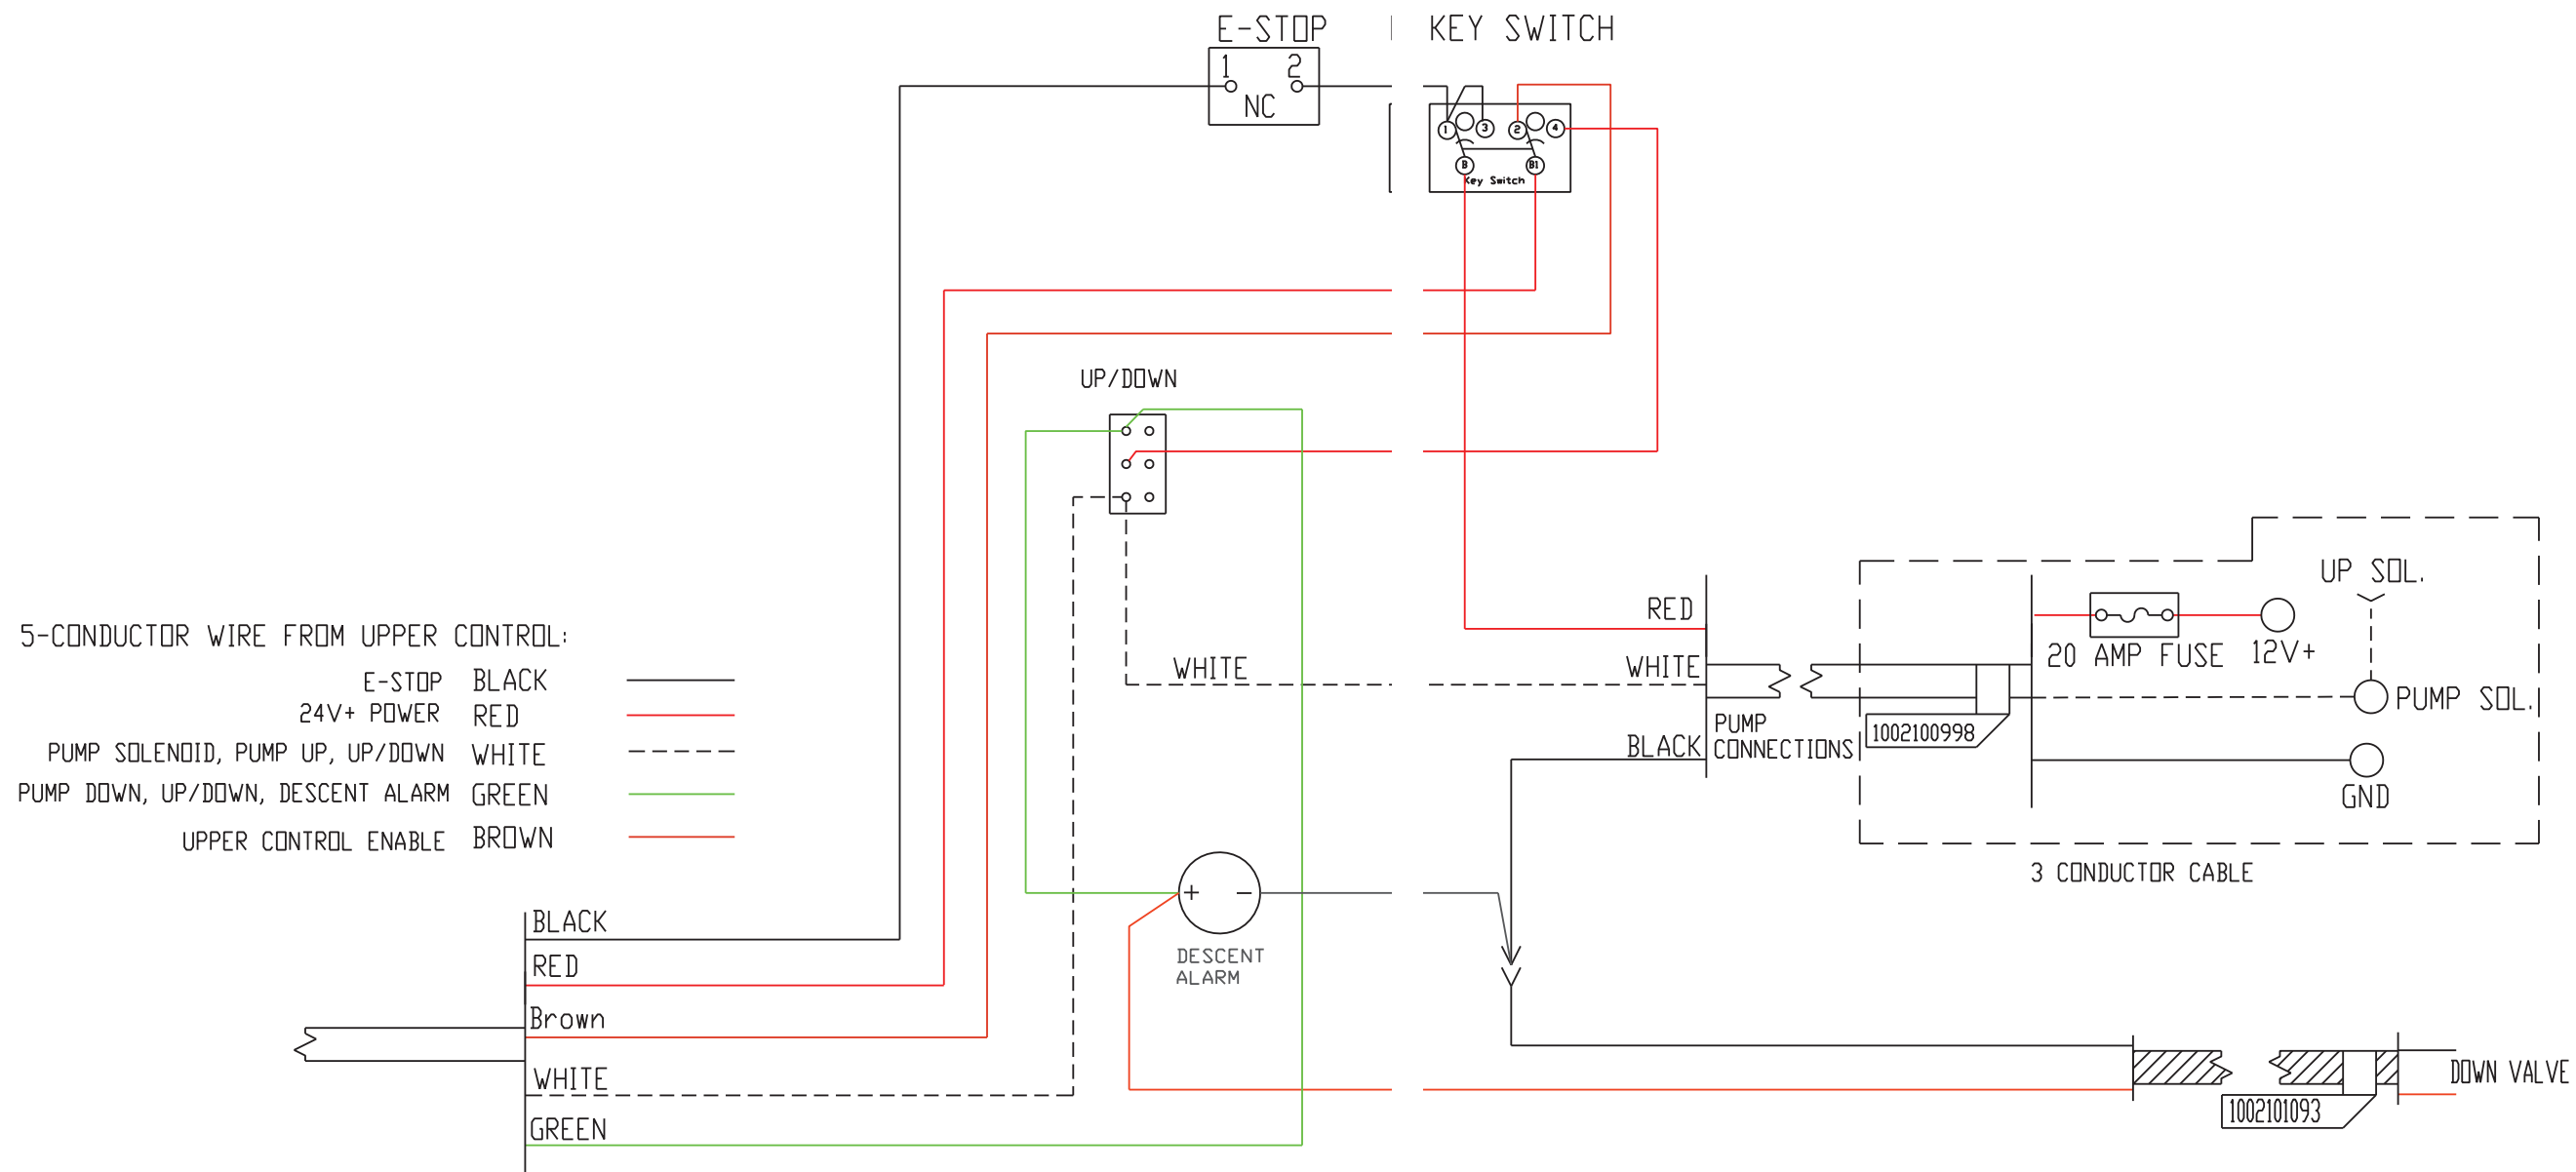 E-STOP
KEY SWITCH
1 2
NC
1 3 2 4
B B1
Key Switch
UP/DOWN
UP SOL.
RED
20 AMP FUSE
12V+
5-CONDUCTOR WIRE FROM UPPER CONTROL:
WHITE
WHITE
E-STOP BLACK
PUMP SOL.
24V+ POWER RED
PUMP
CONNECTIONS
1002100998
BLACK
PUMP SOLENOID, PUMP UP, UP/DOWN WHITE
PUMP DOWN, UP/DOWN, DESCENT ALARM GREEN
GND
UPPER CONTROL ENABLE BROWN
3 CONDUCTOR CABLE
+ −
BLACK
DESCENT
ALARM
RED
Brown
WHITE
DOWN VALVE
1002101093
GREEN